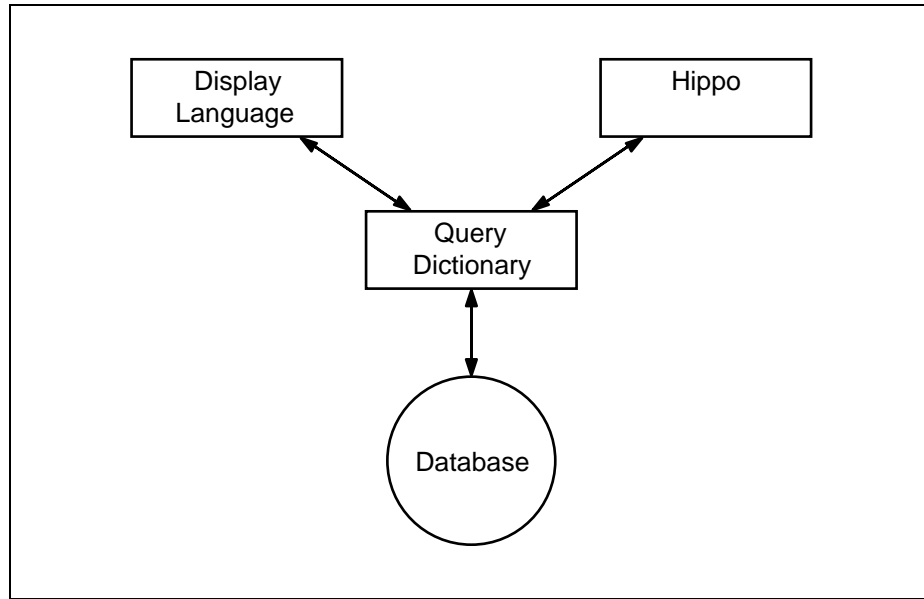 Display
Language
Hippo
Query
Dictionary
Database